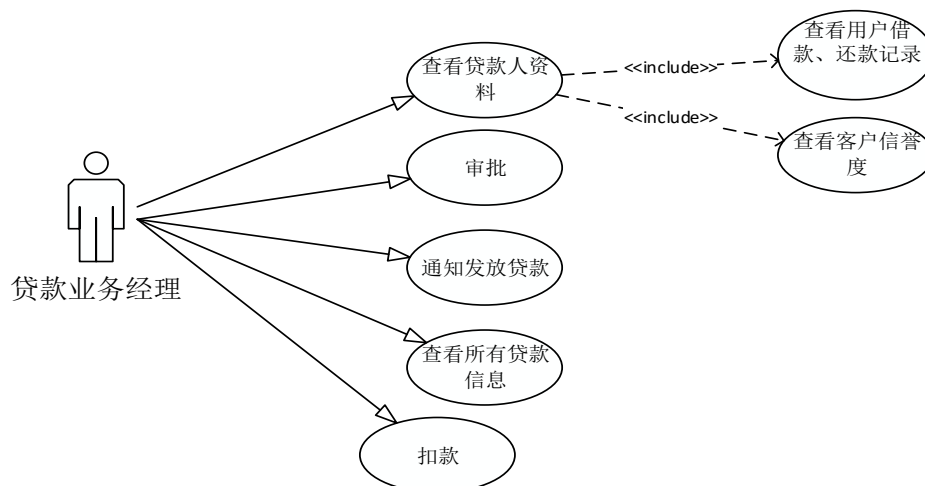 查看用户借
款、还款记录
查看贷款人资
料
<<include>>
<<include>>
查看客户信誉
度
审批
通知发放贷款
贷款业务经理
查看所有贷款
信息
扣款